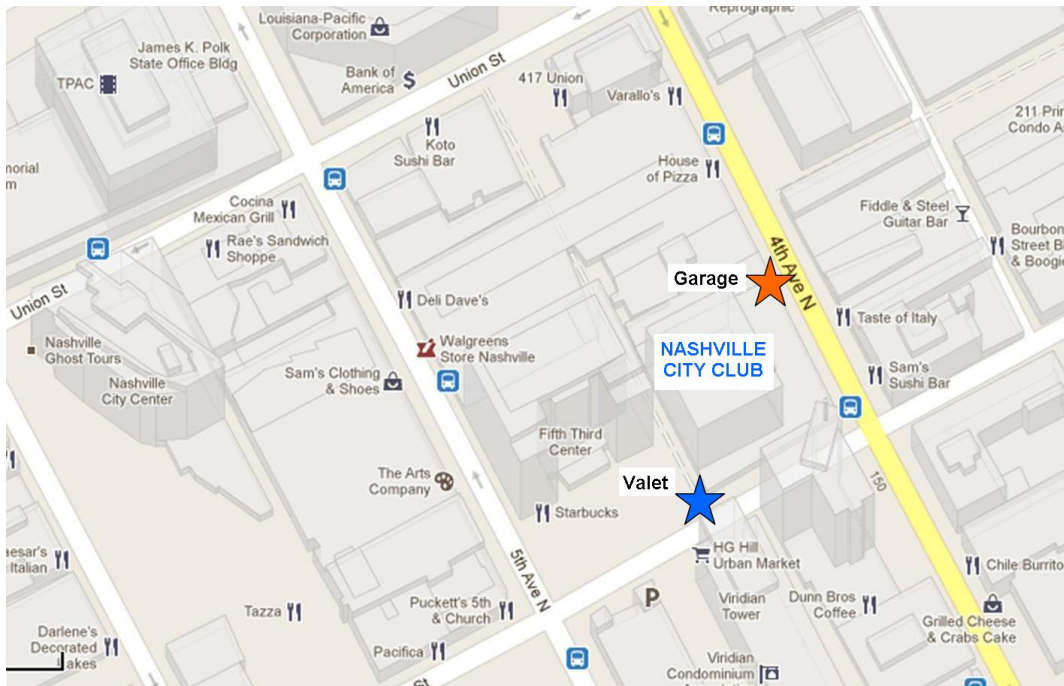 Louisiana-Pacific
Corporation
Reprographic
James K. Polk
State Office Bldg
TPAC
Bank of
America
$
Union St
417 Union
Varallo's
211 Prin
Condo A
Koto
Sushi Bar
House
of Pizza
morial
m
Cocina
Mexican Grill
Rae's Sandwich
Shoppe
Fiddle & Steel
Guitar Bar
Bourbon
Street B
& Boogie
4th Ave N
Garage
Union St
Deli Dave's
Taste of Italy
Nashville
Ghost Tours
Walgreens
Store Nashville
NASHVILLE
CITY CLUB
Nashville
City Center
Sam's Clothing
& Shoes
Sam's
Sushi Bar
Fifth Third
Center
The Arts
Company
Valet
150
Starbucks
5th Ave N
HG Hill
Urban Market
aesar's
Italian
Chile Burrito
P
Tazza
Puckett's 5th
& Church
Viridian
Tower
Dunn Bros
Coffee
Grilled Cheese
& Crabs Cake
Darlene's
Decorated
akes
Pacifica
St
Viridian
Condominium